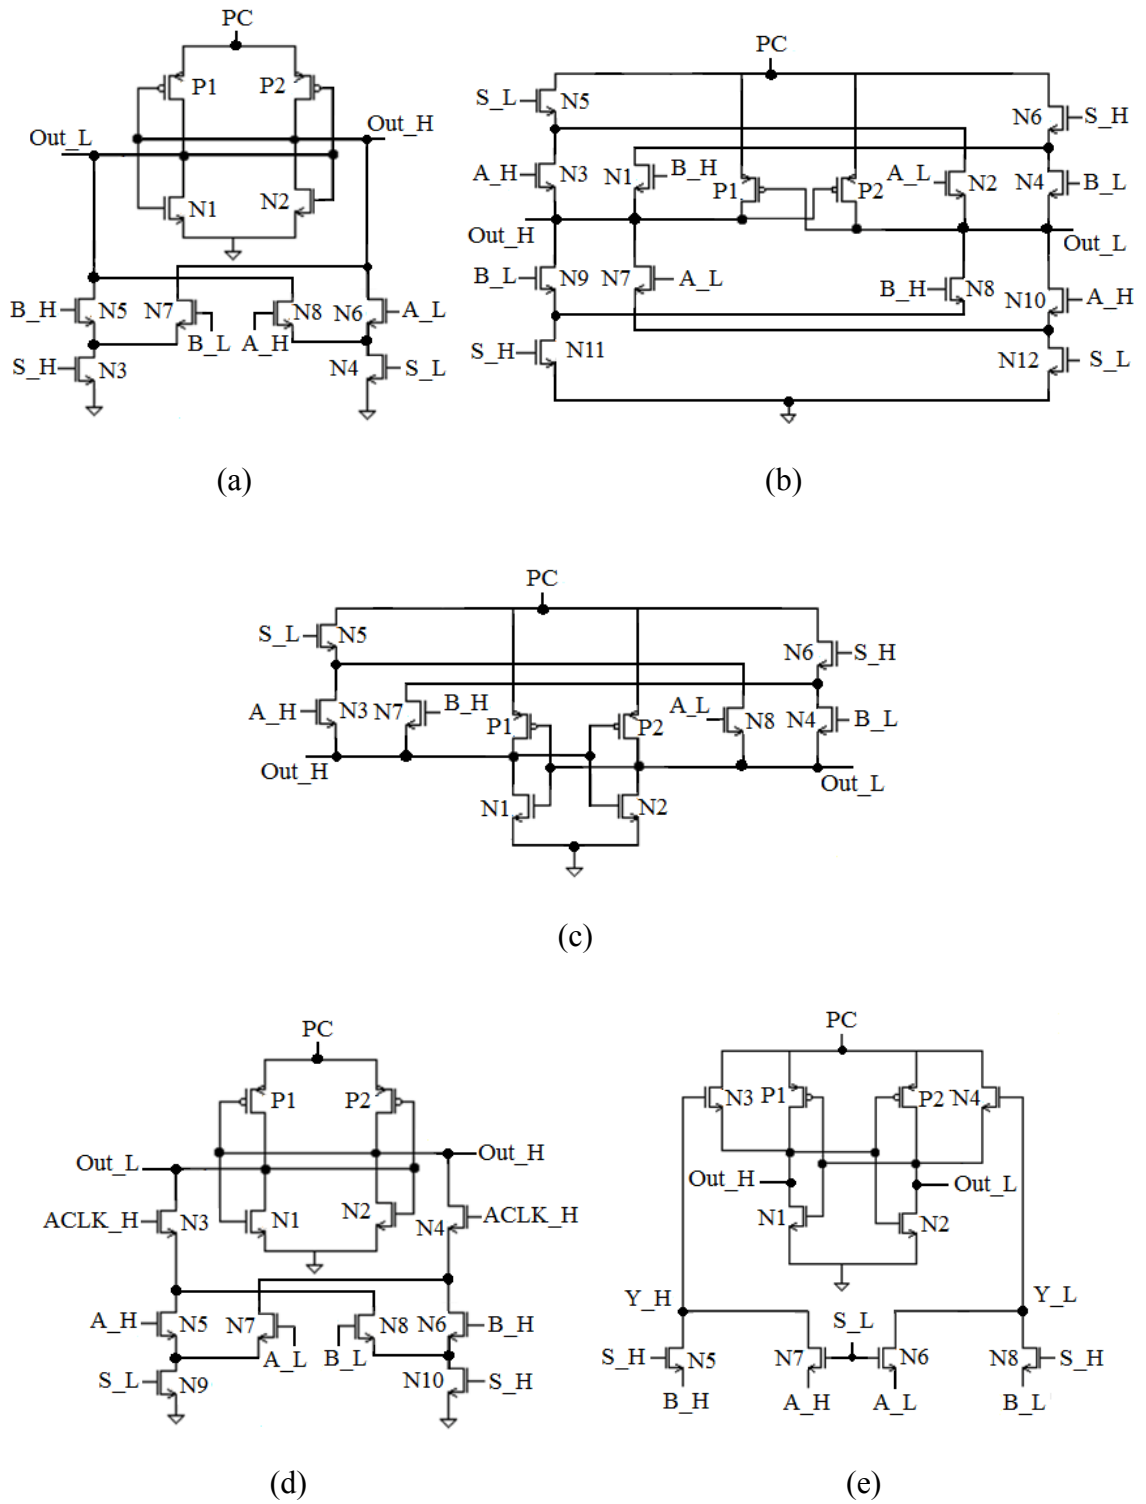 PC
P1 P2
Out_L Out_H
N1 N2
B_H N5 N7 N8 N6 A_L
B_L A_H
S_H N3 N4 S_L
(a)
PC
S_L N5 N6 S_H
A_H N3 N1 B_H P1 P2 A_L N2 N4 B_L
Out_H Out_L
B_L N9 N7 A_L B_H N8 N10 A_H
S_H N11 N12 S_L
(b)
PC
S_L N5 N6 S_H
A_H N3 N7 B_H P1 P2 A_L N8 N4 B_L
Out_H Out_L
N1 N2
(c)
PC
P1 P2
Out_L Out_H
ACLK_H N3 N1 N2 N4 ACLK_H
A_H N5 N7 N8 N6 B_H
A_L B_L
S_L N9 N10 S_H
(d)
PC
N3 P1 P2 N4
Out_H Out_L
N1 N2
Y_H Y_L
S_L
S_H N5 N7 N6 N8 S_H
B_H A_H A_L B_L
(e)